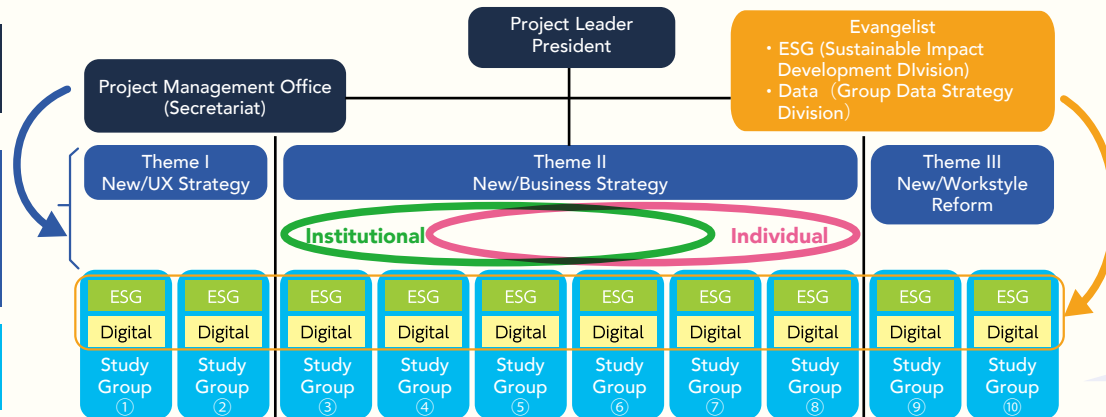 Project Leader
President
Project Management Office
(Secretariat)
Evangelist
・ESG (Sustainable Impact
Development DIvision)
・Data（Group Data Strategy
Division）
Theme I
New/UX Strategy
Theme II
New/Business Strategy
Theme III
New/Workstyle
Reform
Institutional
Individual
ESG
Digital
Study
Group
①
ESG
Digital
Study
Group
②
ESG
Digital
Study
Group
③
ESG
Digital
Study
Group
④
ESG
Digital
Study
Group
⑤
ESG
Digital
Study
Group
⑥
ESG
Digital
Study
Group
⑦
ESG
Digital
Study
Group
⑧
ESG
Digital
Study
Group
⑨
ESG
Digital
Study
Group
⑩